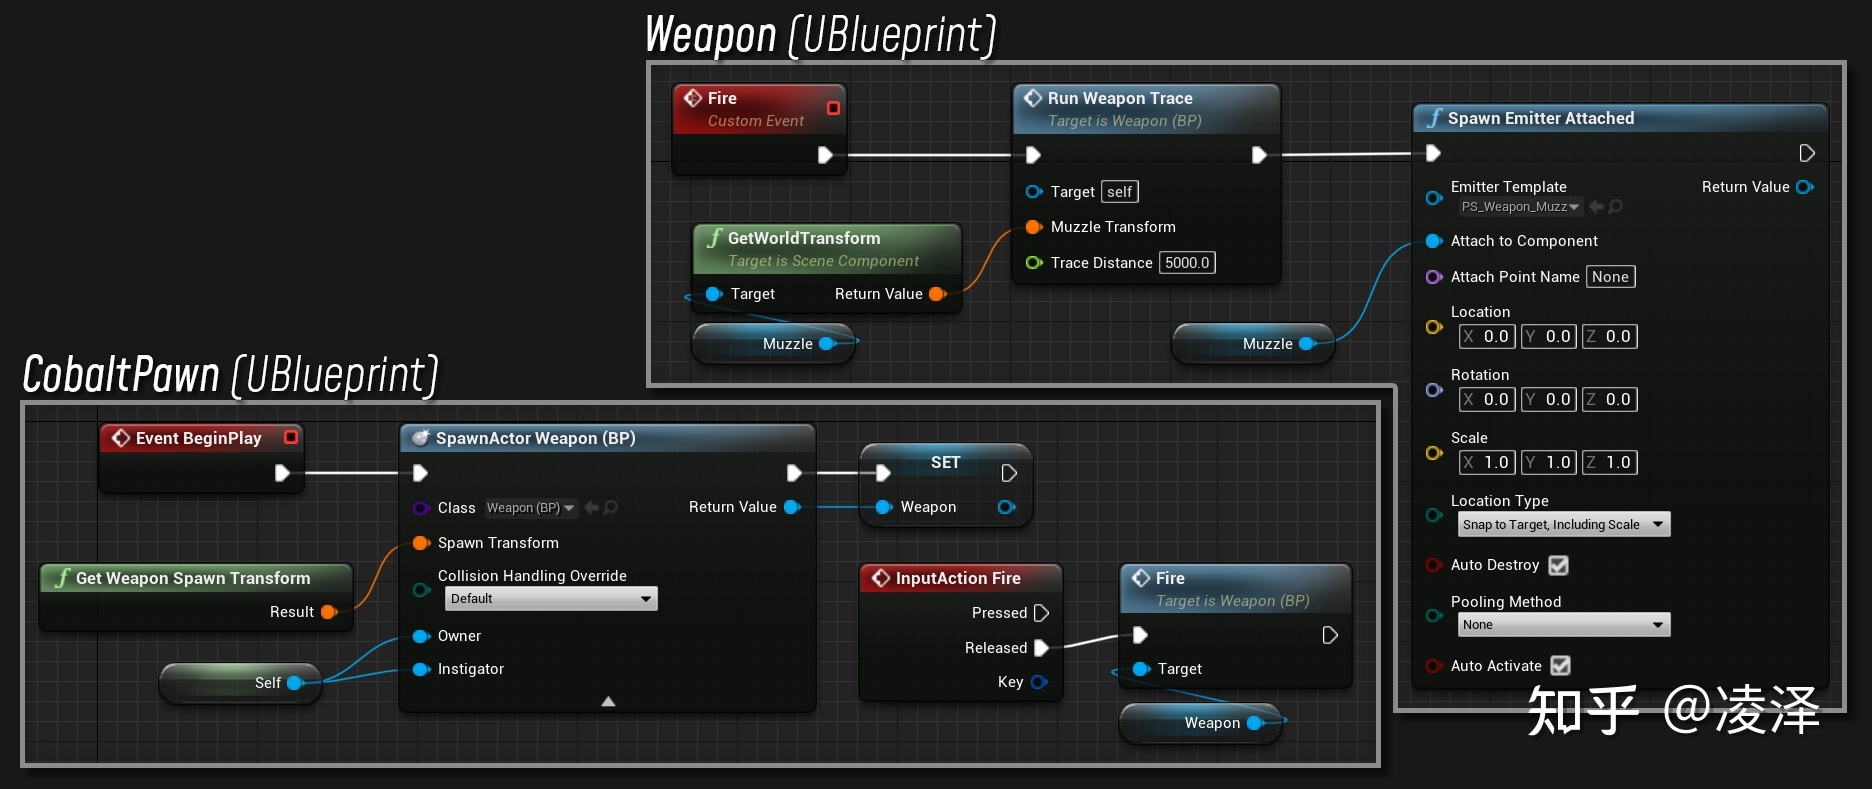 Weapon (UBlueprint)
Fire
Custom Event
Run Weapon Trace
Target is Weapon (BP)
Target self
Muzzle Transform
Trace Distance 5000.0
GetWorldTransform
Target is Scene Component
Target Return Value
Muzzle
Muzzle
Spawn Emitter Attached
Emitter Template Return Value
PS_Weapon_Muzz
Attach to Component
Attach Point Name None
Location
X 0.0 Y 0.0 Z 0.0
Rotation
X 0.0 Y 0.0 Z 0.0
Scale
X 1.0 Y 1.0 Z 1.0
Location Type
Snap to Target, Including Scale
Auto Destroy
Pooling Method
None
Auto Activate
CobaltPawn (UBlueprint)
Event BeginPlay
SpawnActor Weapon (BP)
Class Weapon (BP) Return Value
Spawn Transform
Collision Handling Override
Default
Owner
Instigator
Get Weapon Spawn Transform
Result
Self
SET
Weapon
InputAction Fire
Pressed
Released
Key
Fire
Target is Weapon (BP)
Target
Weapon
知乎 @凌泽